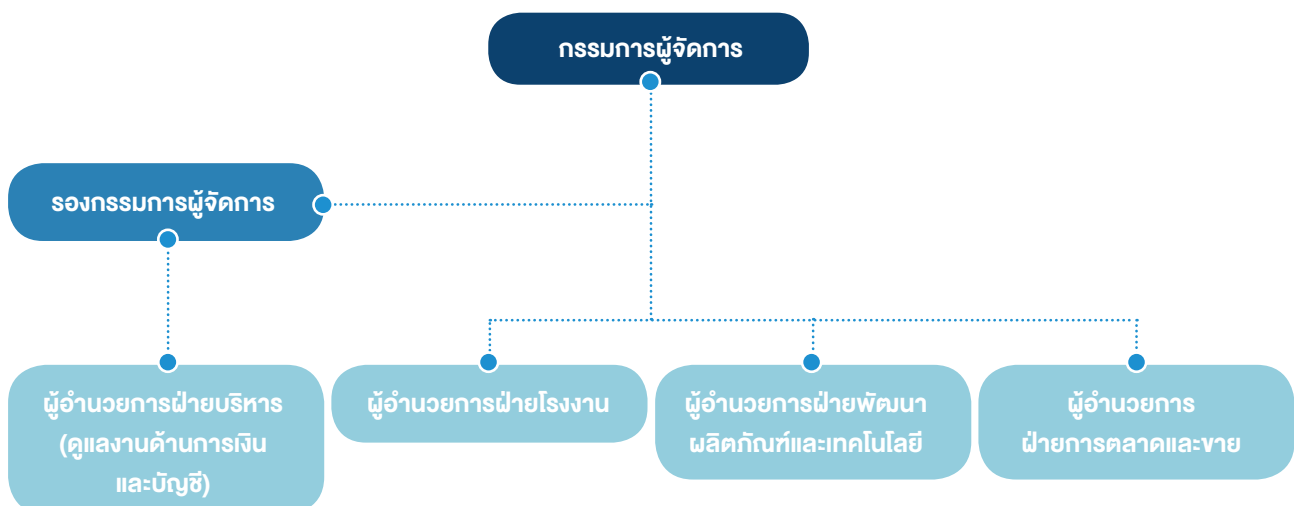 กรรมการผู้จัดการ
รองกรรมการผู้จัดการ
ผู้อำนวยการฝ่ายบริหาร
(ดูแลงานด้านการเงิน
และบัญชี)
ผู้อำนวยการฝ่ายโรงงาน
ผู้อำนวยการฝ่ายพัฒนา
ผลิตภัณฑ์และเทคโนโลยี
ผู้อำนวยการ
ฝ่ายการตลาดและขาย